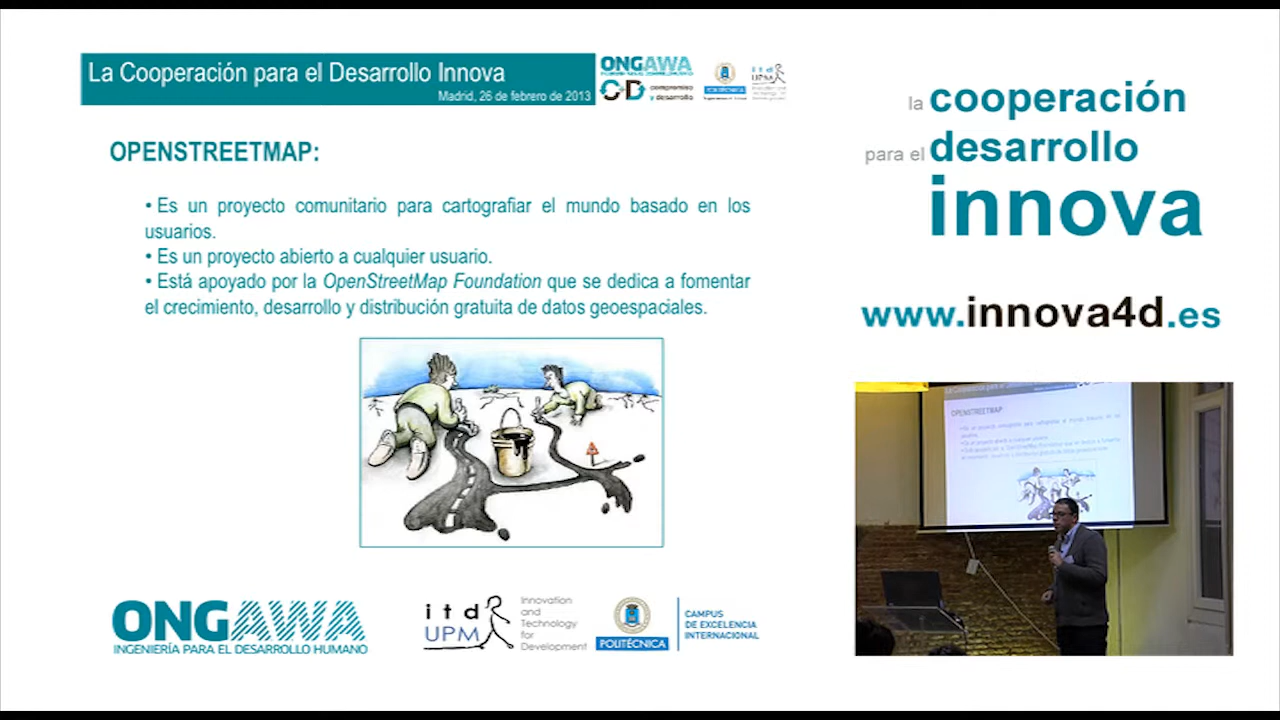 La Cooperación para el Desarrollo Innova
Madrid, 26 de febrero de 2013
ONGAWA
compromiso
y desarrollo
POLITÉCNICA
itd
UPM
OPENSTREETMAP:
• Es un proyecto comunitario para cartografiar el mundo basado en los
usuarios.
• Es un proyecto abierto a cualquier usuario.
• Está apoyado por la OpenStreetMap Foundation que se dedica a fomentar
el crecimiento, desarrollo y distribución gratuita de datos geoespaciales.
ONGAWA
INGENIERÍA PARA EL DESARROLLO HUMANO
itd
UPM
Innovation
and
Technology
for
Development
POLITÉCNICA
CAMPUS
DE EXCELENCIA
INTERNACIONAL
la cooperación
para el desarrollo
innova
www.innova4d.es
OPENSTREETMAP: